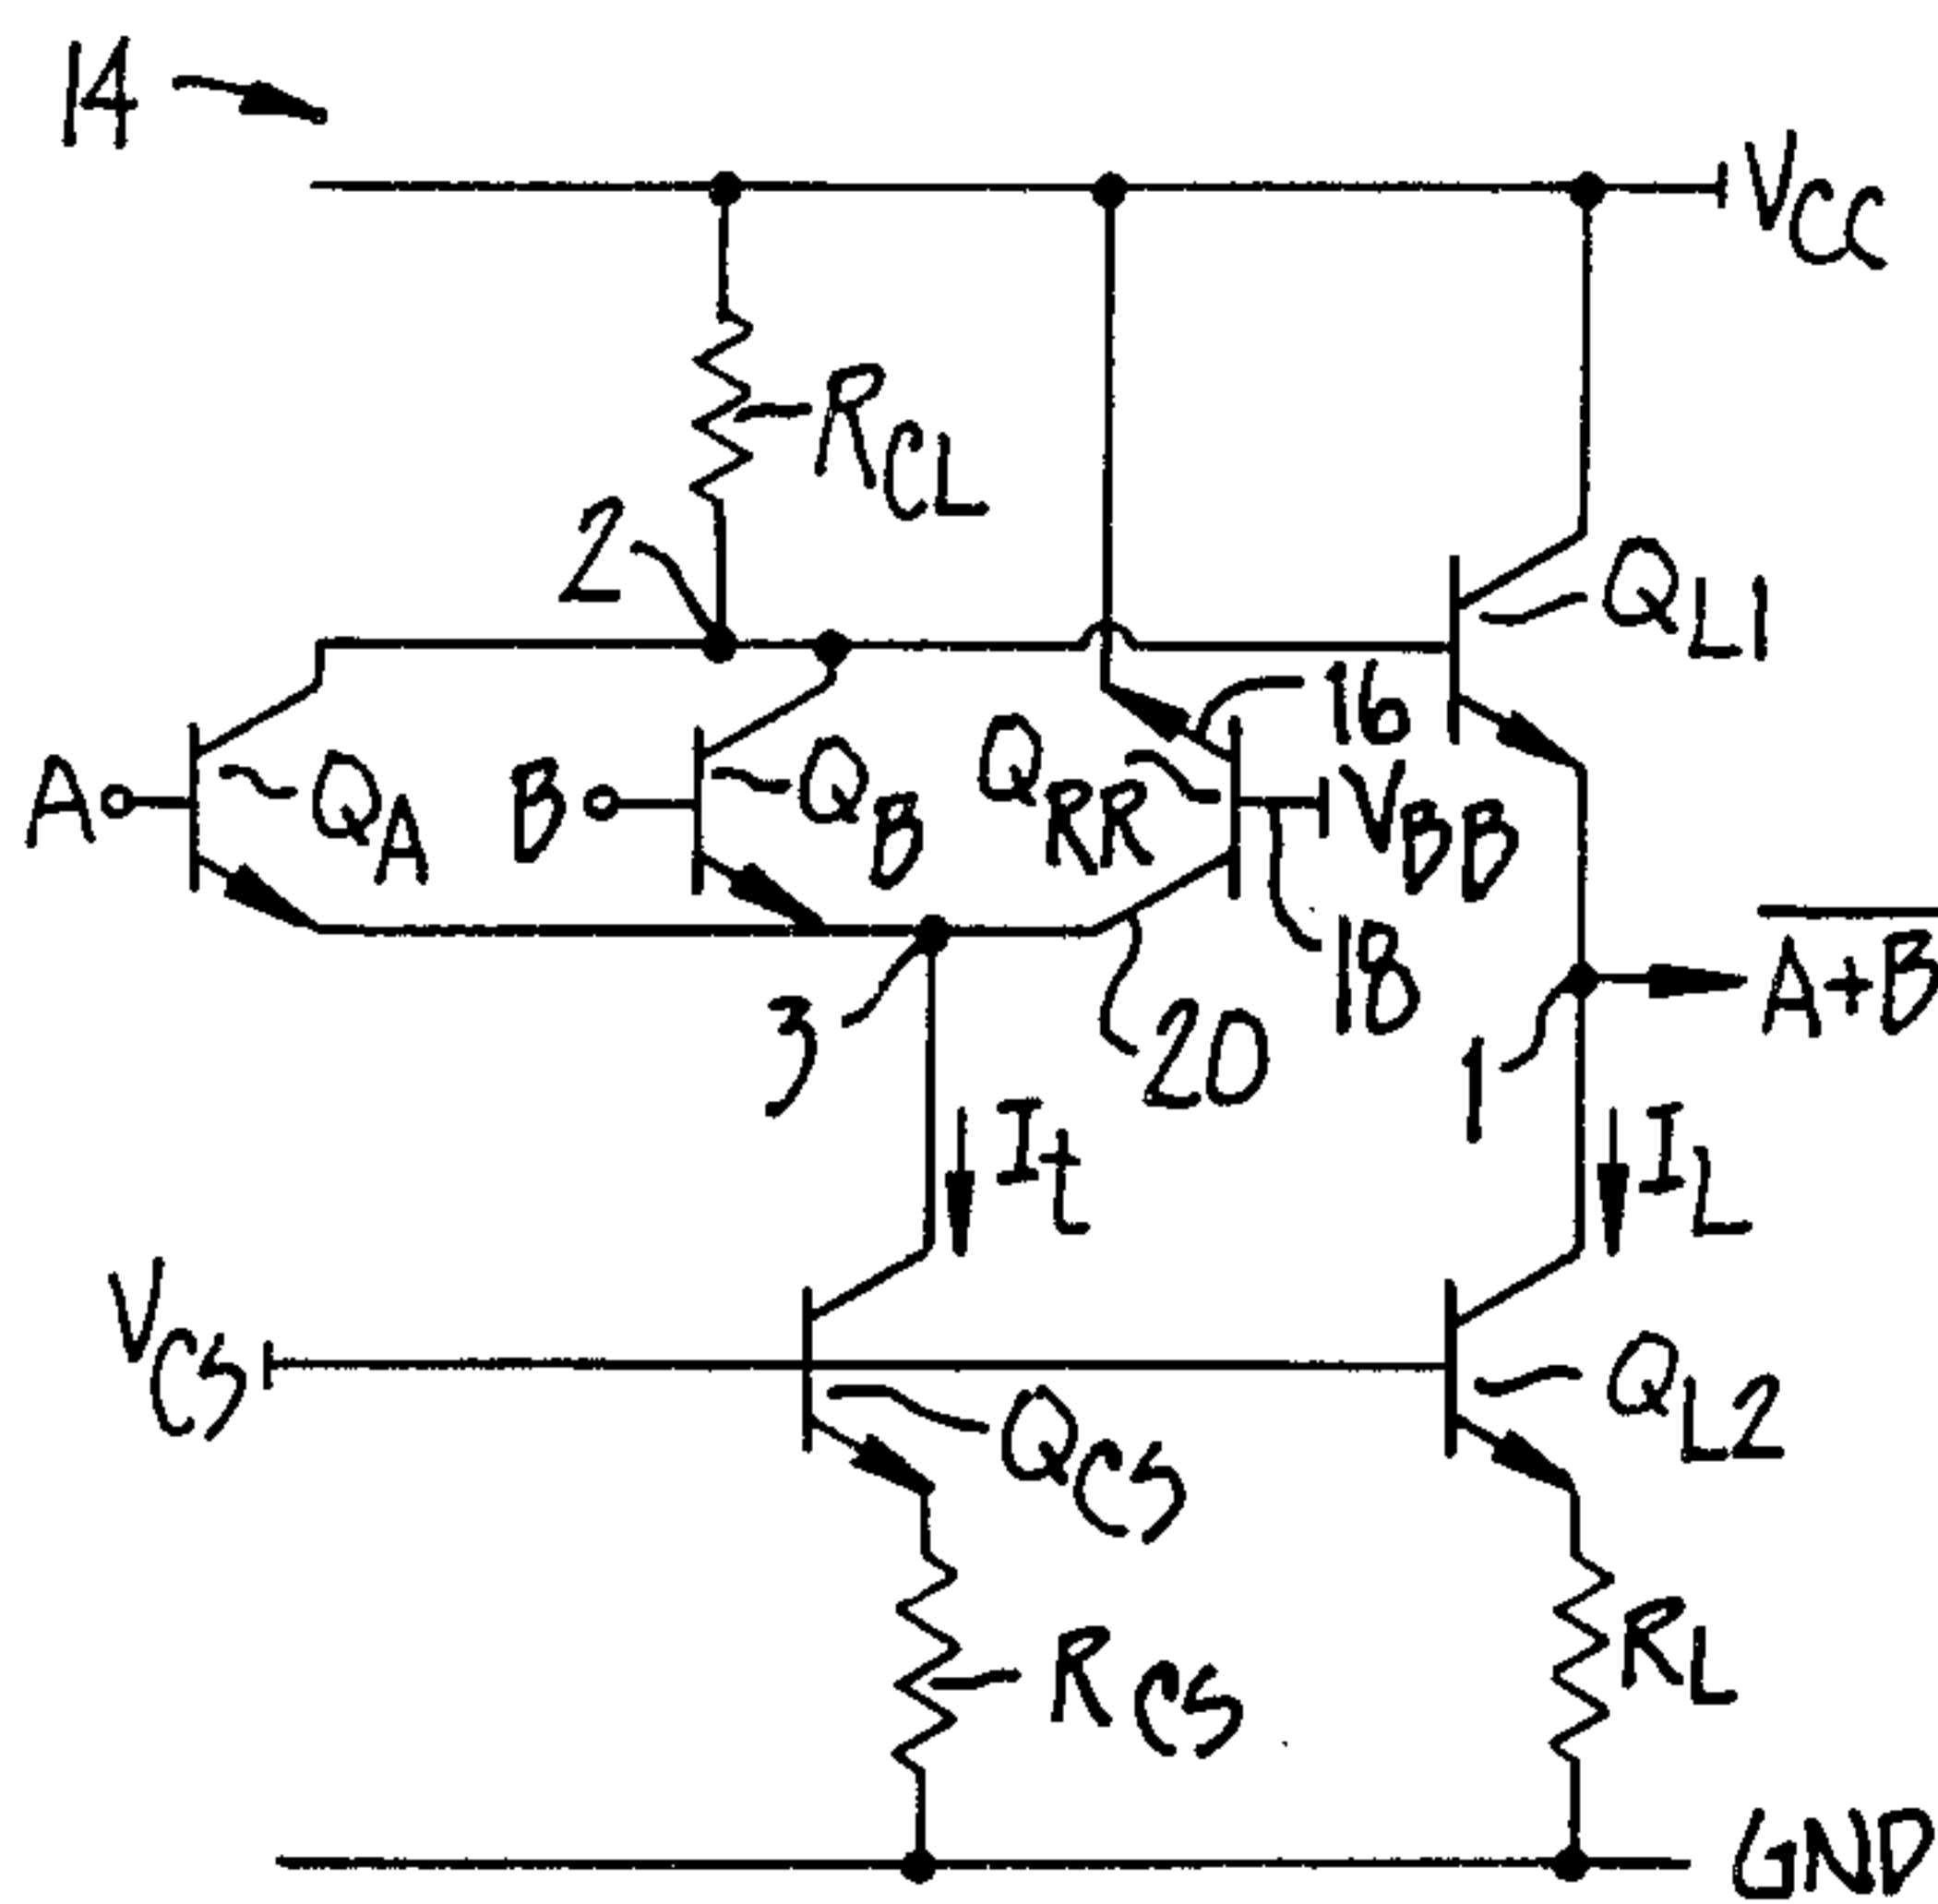 14
VCC
RCL
2
QL1
16
A
QA
B
QB
QRR
VBB
18
A+B
3
20
1
It
IL
VCS
QCS
QL2
RCS
RL
GND